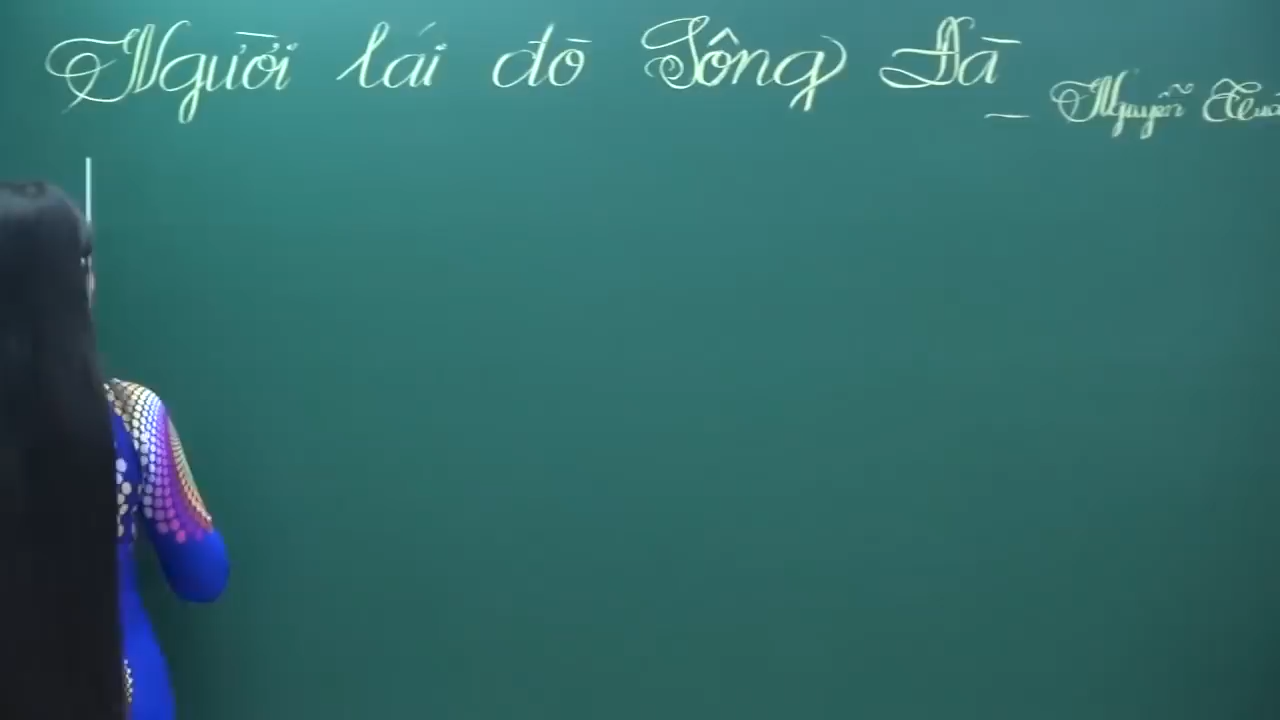 Người lái đò Sông Đà
— Nguyễn